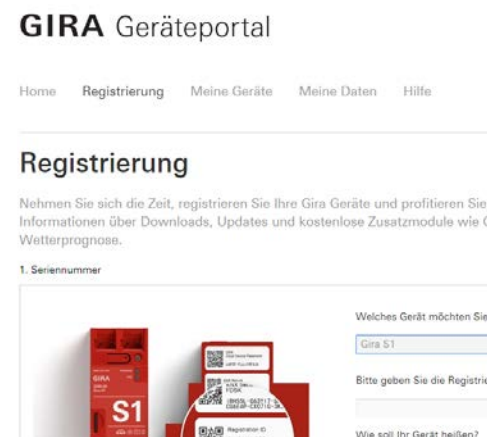 GIRA Geräteportal
Home Registrierung Meine Geräte Meine Daten Hilfe
Registrierung
Nehmen Sie sich die Zeit, registrieren Sie Ihre Gira Geräte und profitieren Sie
Informationen über Downloads, Updates und kostenlose Zusatzmodule wie
Wetterprognose.
1. Seriennummer
Welches Gerät möchten Sie
Gira S1
Bitte geben Sie die Registrie
Wie soll Ihr Gerät heißen?
GIRA
S1
Registration ID